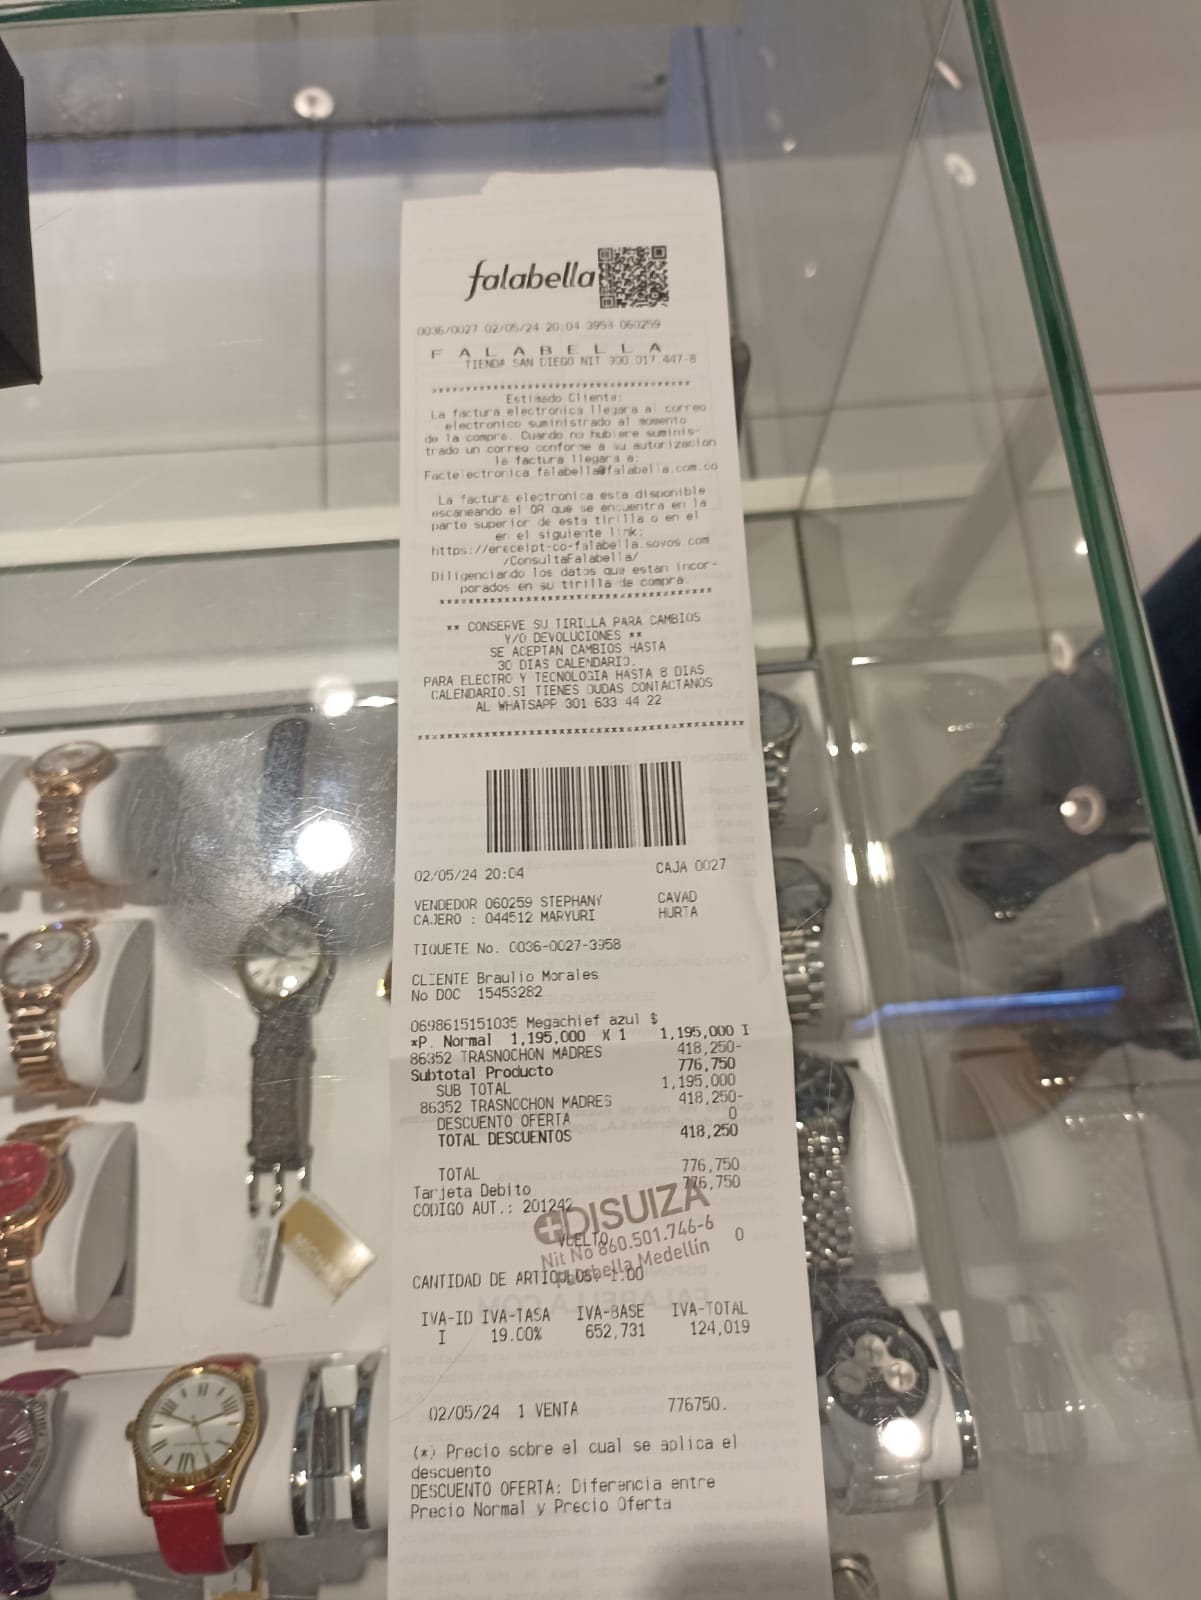 falabella
0036/0027 02/05/24 20:04 3958 060259
F A L A B E L L A
TIENDA SAN DIEGO NIT 900.017.447-8
Estimado Cliente:
La factura electronica llegara al correo
electronico suministrado al momento
de la compra. Cuando no hubiere suminis-
trado un correo conforme a su autorizacion
la factura llegara a:
Factelectronica falabella@falabella.com.co
La factura electronica esta disponible
escaneando el QR que se encuentra en la
parte superior de esta tirilla o en el
en el siguiente link:
https://ereceipt-co-falabella.sovos.com
/ConsultaFalabella/
Diligenciando los datos que estan incor-
porados en su tirilla de compra.
** CONSERVE SU TIRILLA PARA CAMBIOS
Y/O DEVOLUCIONES **
SE ACEPTAN CAMBIOS HASTA
30 DIAS CALENDARIO.
PARA ELECTRO Y TECNOLOGIA HASTA 8 DIAS
CALENDARIO.SI TIENES DUDAS CONTACTANOS
AL WHATSAPP 301 633 44 22
02/05/24 20:04 CAJA 0027
VENDEDOR 060259 STEPHANY CAVAD
CAJERO : 044512 MARYURI HURTA
TIQUETE No. 0036-0027-3958
CLIENTE Braulio Morales
No DOC 15453282
0698615151035 Megachief azul $
*P. Normal 1,195,000 X 1 1,195,000 I
86352 TRASNOCHON MADRES 418,250-
Subtotal Producto 776,750
SUB TOTAL 1,195,000
86352 TRASNOCHON MADRES 418,250-
DESCUENTO OFERTA 0
TOTAL DESCUENTOS 418,250
TOTAL 776,750
Tarjeta Debito 776,750
CODIGO AUT.: 201242
DISUIZA
VUELTO 0
Nit No 860.501.746-6
Falabella Medellín
CANTIDAD DE ARTICULOS: 1.00
IVA-ID IVA-TASA IVA-BASE IVA-TOTAL
I 19.00% 652,731 124,019
02/05/24 1 VENTA 776750.
(*) Precio sobre el cual se aplica el
descuento
DESCUENTO OFERTA: Diferencia entre
Precio Normal y Precio Oferta